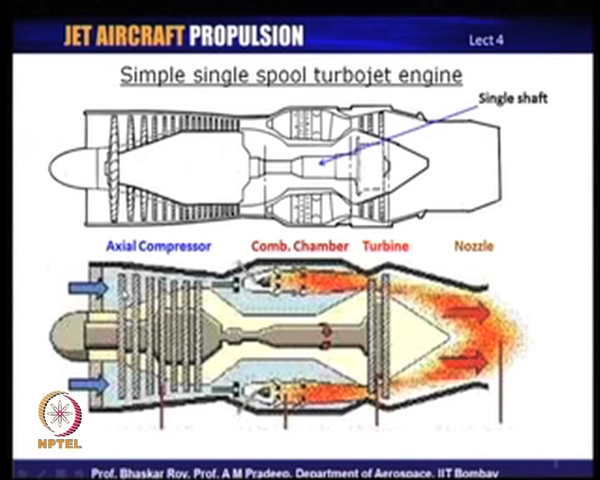 JET AIRCRAFT PROPULSION
Lect 4
Simple single spool turbojet engine
Single shaft
Axial Compressor
Comb. Chamber
Turbine
Nozzle
NPTEL
Prof. Bhaskar Roy, Prof. A M Pradeep, Department of Aerospace, IIT Bombay